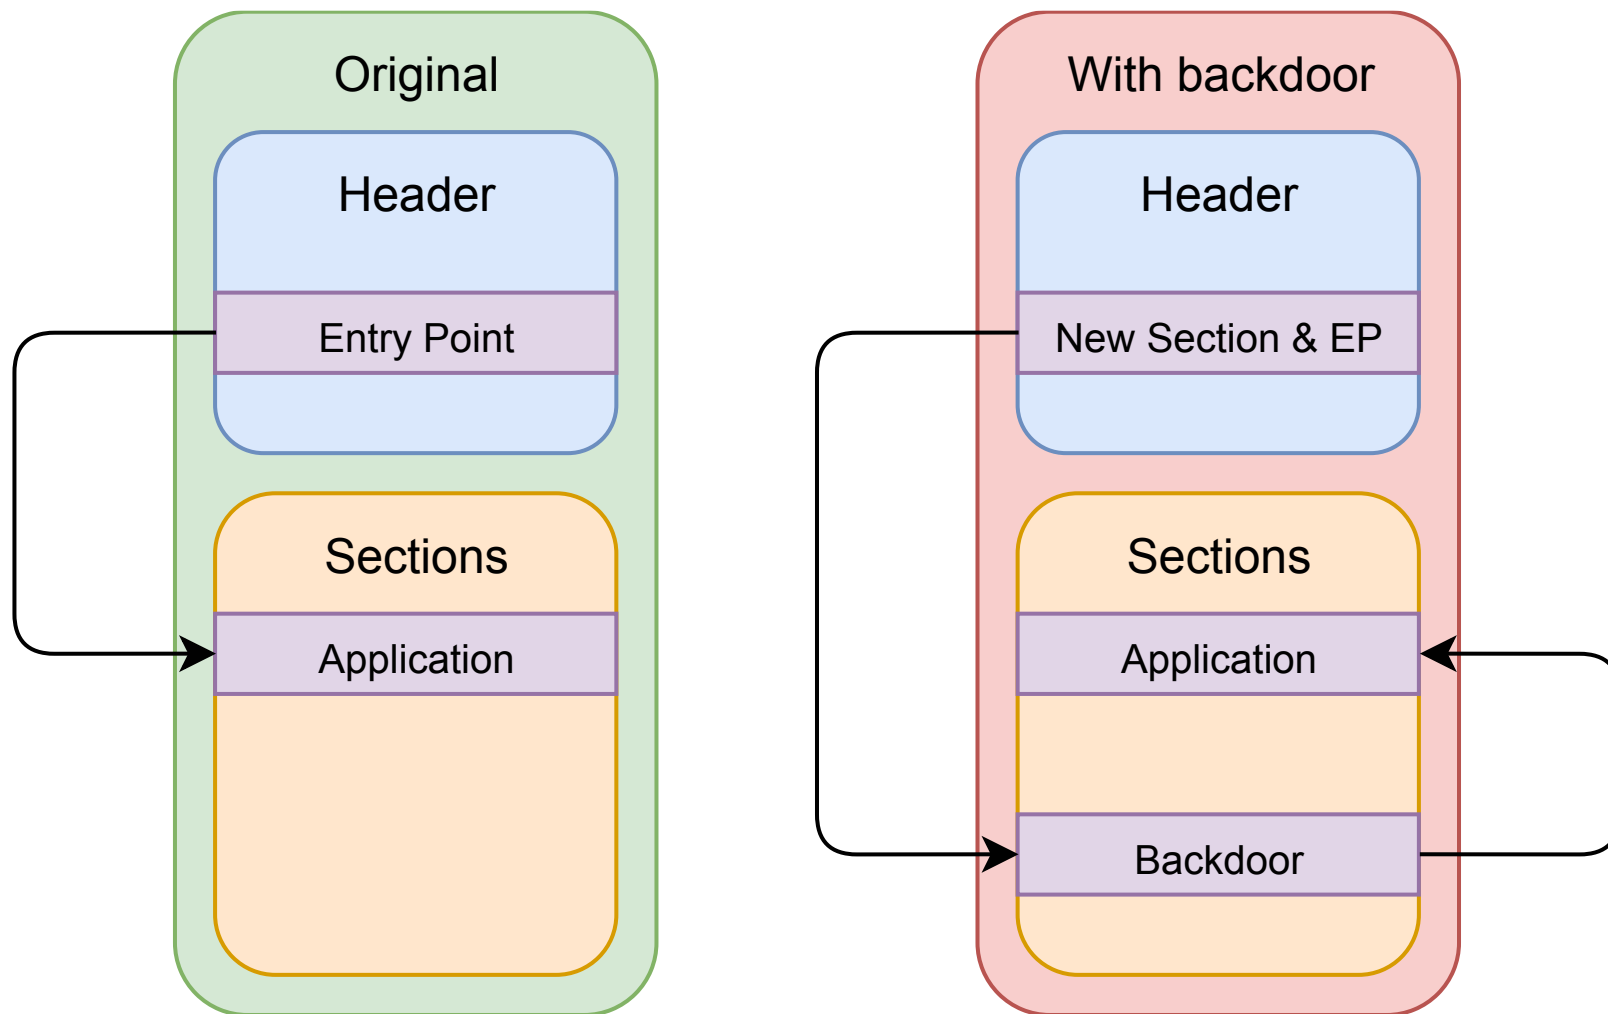 Original
Header
Entry Point
Sections
Application
With backdoor
Header
New Section & EP
Sections
Application
Backdoor